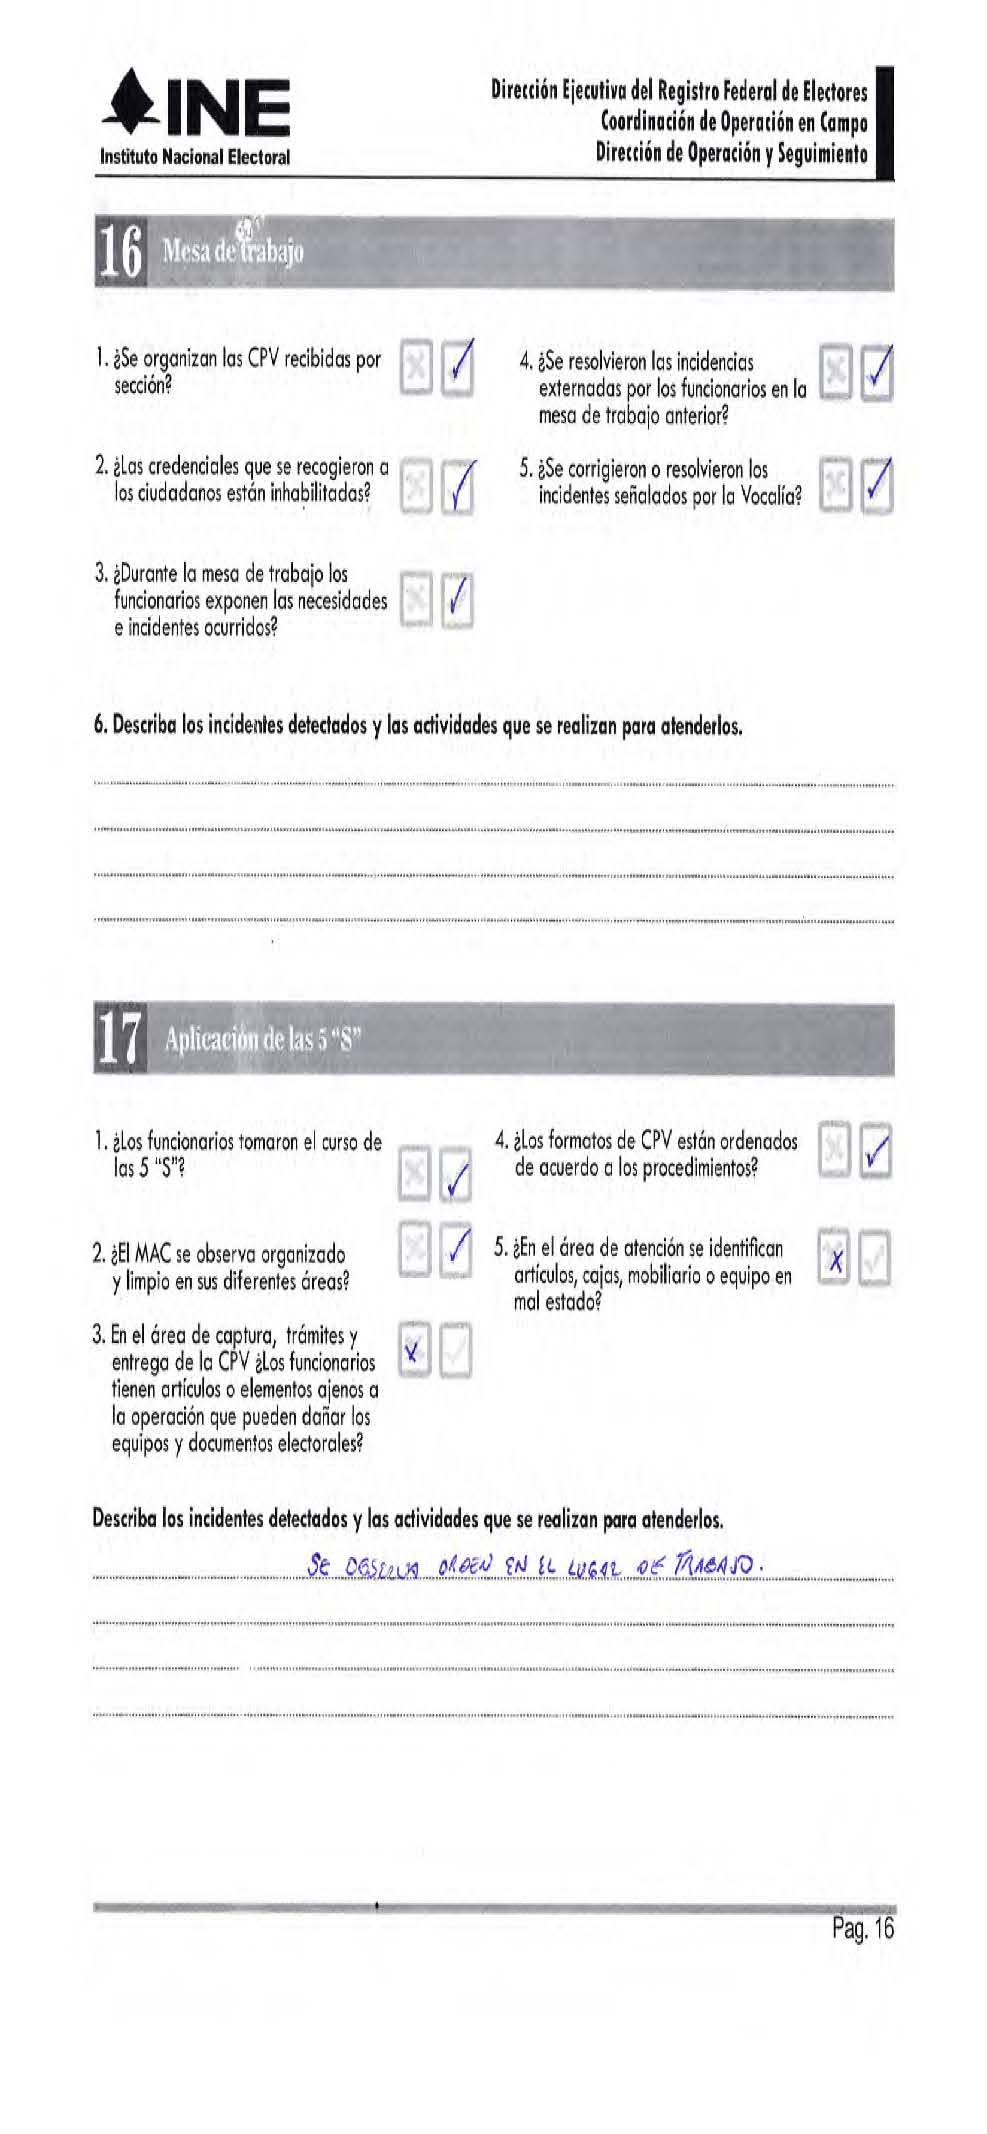 INE
Instituto Nacional Electoral
Dirección Ejecutiva del Registro Federal de Electores
Coordinación de Operación en Campo
Dirección de Operación y Seguimiento
16 Mesa de trabajo
1. ¿Se organizan las CPV recibidas por
sección?
2. ¿Las credenciales que se recogieron a
los ciudadanos están inhabilitadas?
3. ¿Durante la mesa de trabajo los
funcionarios exponen las necesidades
e incidentes ocurridos?
4. ¿Se resolvieron las incidencias
externadas por los funcionarios en la
mesa de trabajo anterior?
5. ¿Se corrigieron o resolvieron los
incidentes señalados por la Vocalía?
6. Describa los incidentes detectados y las actividades que se realizan para atenderlos.
17 Aplicación de las 5 "S"
1. ¿Los funcionarios tomaron el curso de
las 5 "S"?
2. ¿El MAC se observa organizado
y limpio en sus diferentes áreas?
3. En el área de captura, trámites y
entrega de la CPV ¿Los funcionarios
tienen artículos o elementos ajenos a
la operación que pueden dañar los
equipos y documentos electorales?
4. ¿Los formatos de CPV están ordenados
de acuerdo a los procedimientos?
5. ¿En el área de atención se identifican
artículos, cajas, mobiliario o equipo en
mal estado?
Describa los incidentes detectados y las actividades que se realizan para atenderlos.
SE OBSERVA ORDEN EN EL LUGAR DE TRABAJO.
Pag. 16